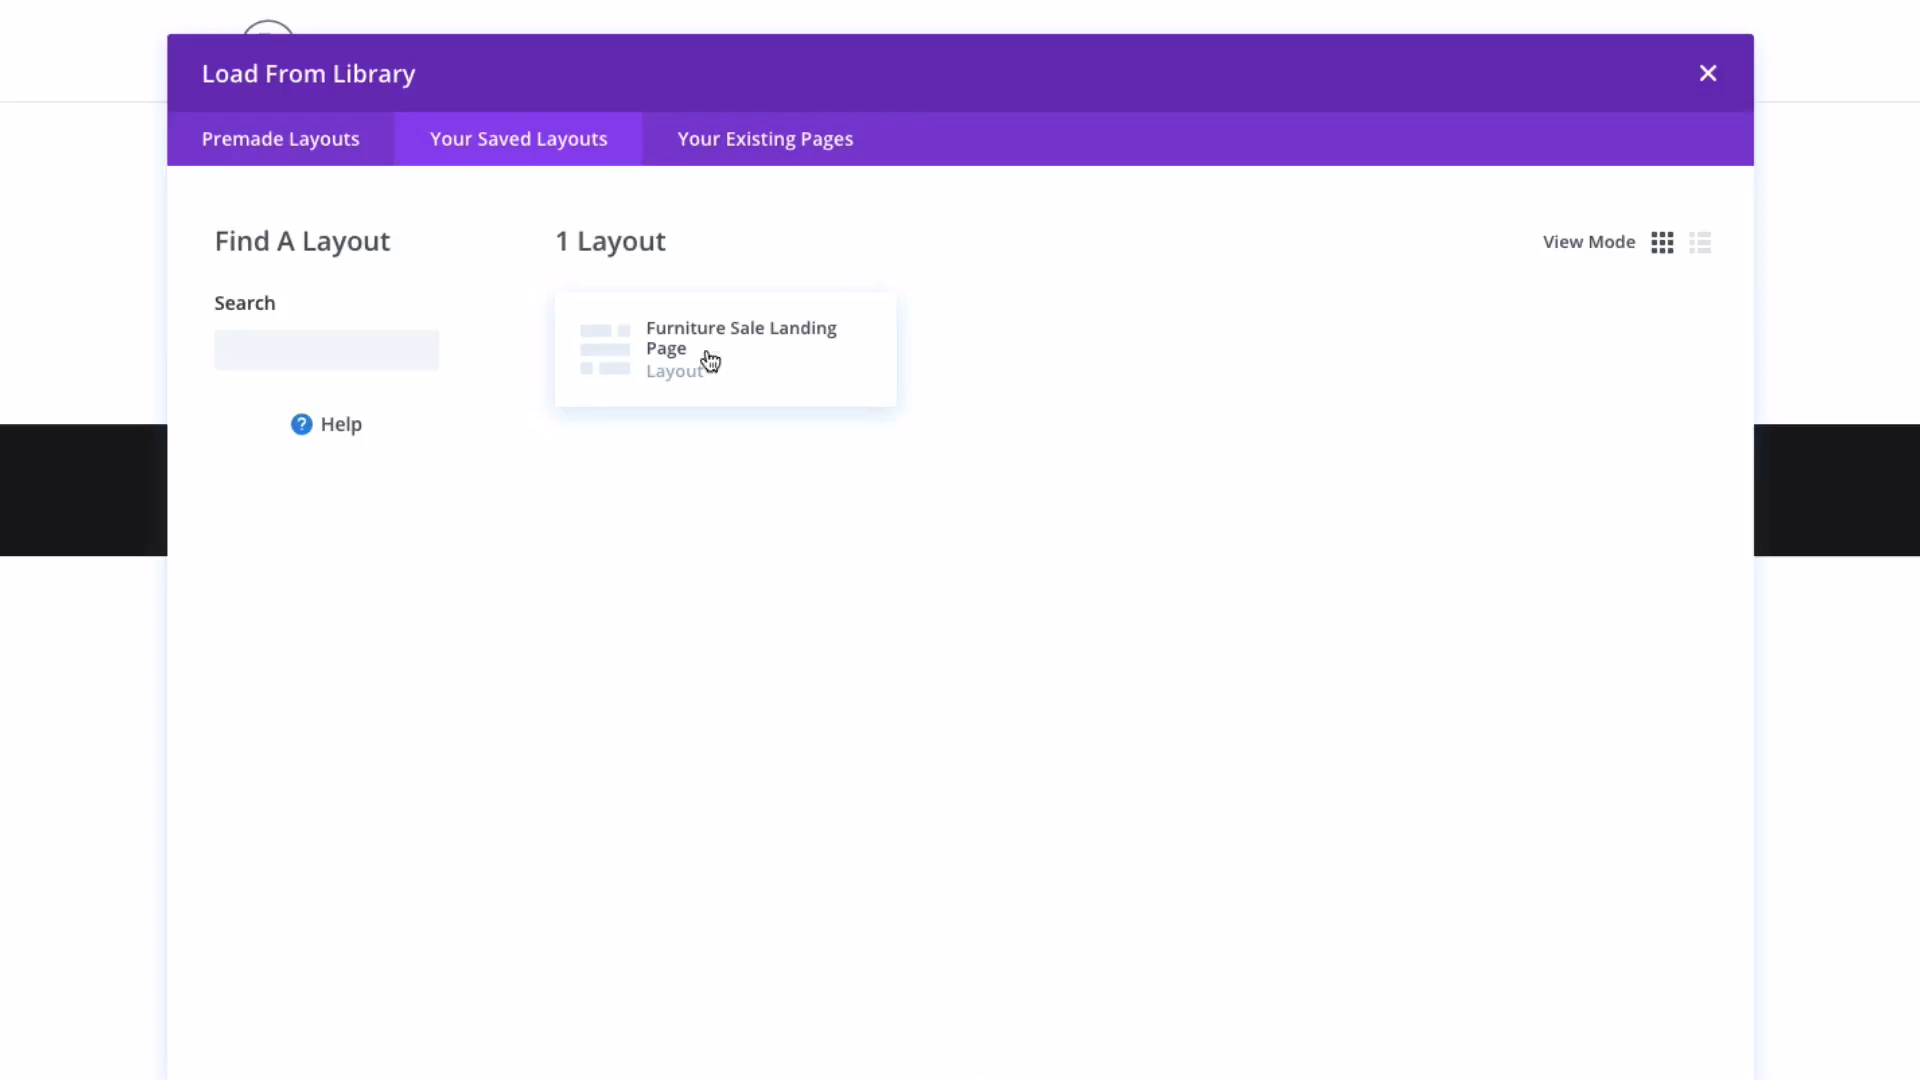 Load From Library
Premade Layouts
Your Saved Layouts
Your Existing Pages
Find A Layout
1 Layout
View Mode
Search
Furniture Sale Landing
Page
Layout
? Help